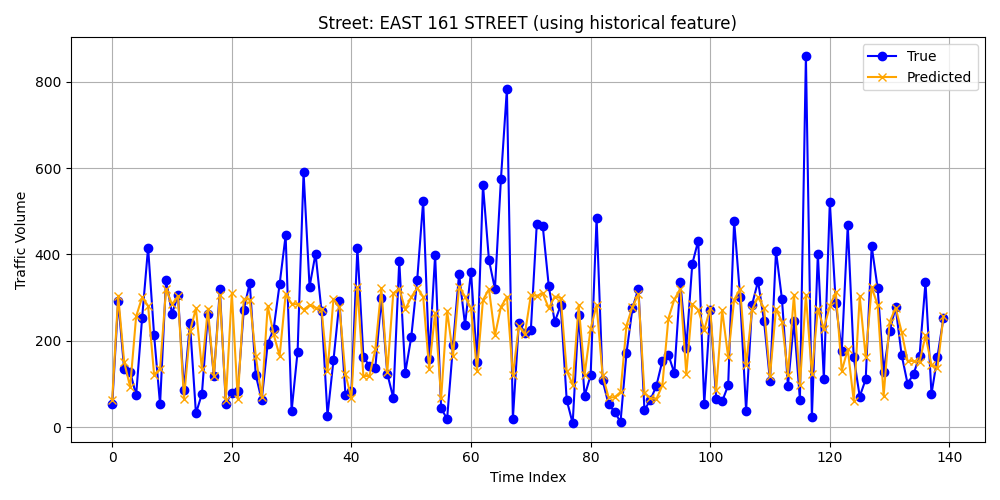 Street: EAST 161 STREET (using historical feature)
True
Predicted
Traffic Volume
800
600
400
200
0
0 20 40 60 80 100 120 140
Time Index